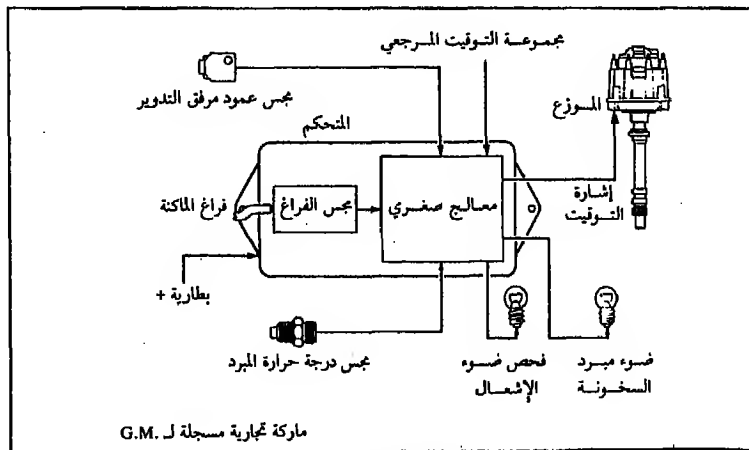 مجموعة التوقيت المرجعي
مجس عمود مرفق التدوير
الموزع
المتحكم
إشارة
التوقيت
معالج صغري
مجس الفراغ
فراغ الماكنة
بطارية +
مجس درجة حرارة المبرد
فحص ضوء
الإشعال
ضوء مبرد
السخونة
ماركة تجارية مسجلة لـ G.M.